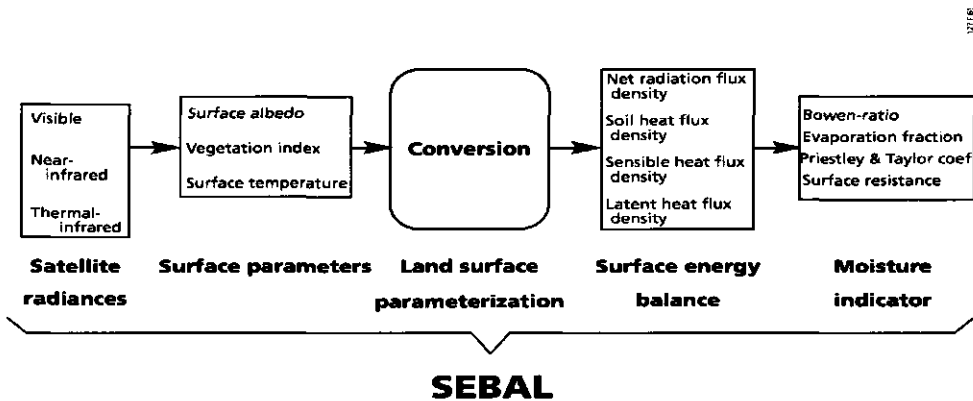 Visible
Near-
infrared
Thermal-
infrared
Satellite
radiances
Surface albedo
Vegetation index
Surface temperature
Surface parameters
Conversion
Land surface
parameterization
Net radiation flux
density
Soil heat flux
density
Sensible heat flux
density
Latent heat flux
density
Surface energy
balance
Bowen-ratio
Evaporation fraction
Priestley & Taylor coef
Surface resistance
Moisture
indicator
SEBAL